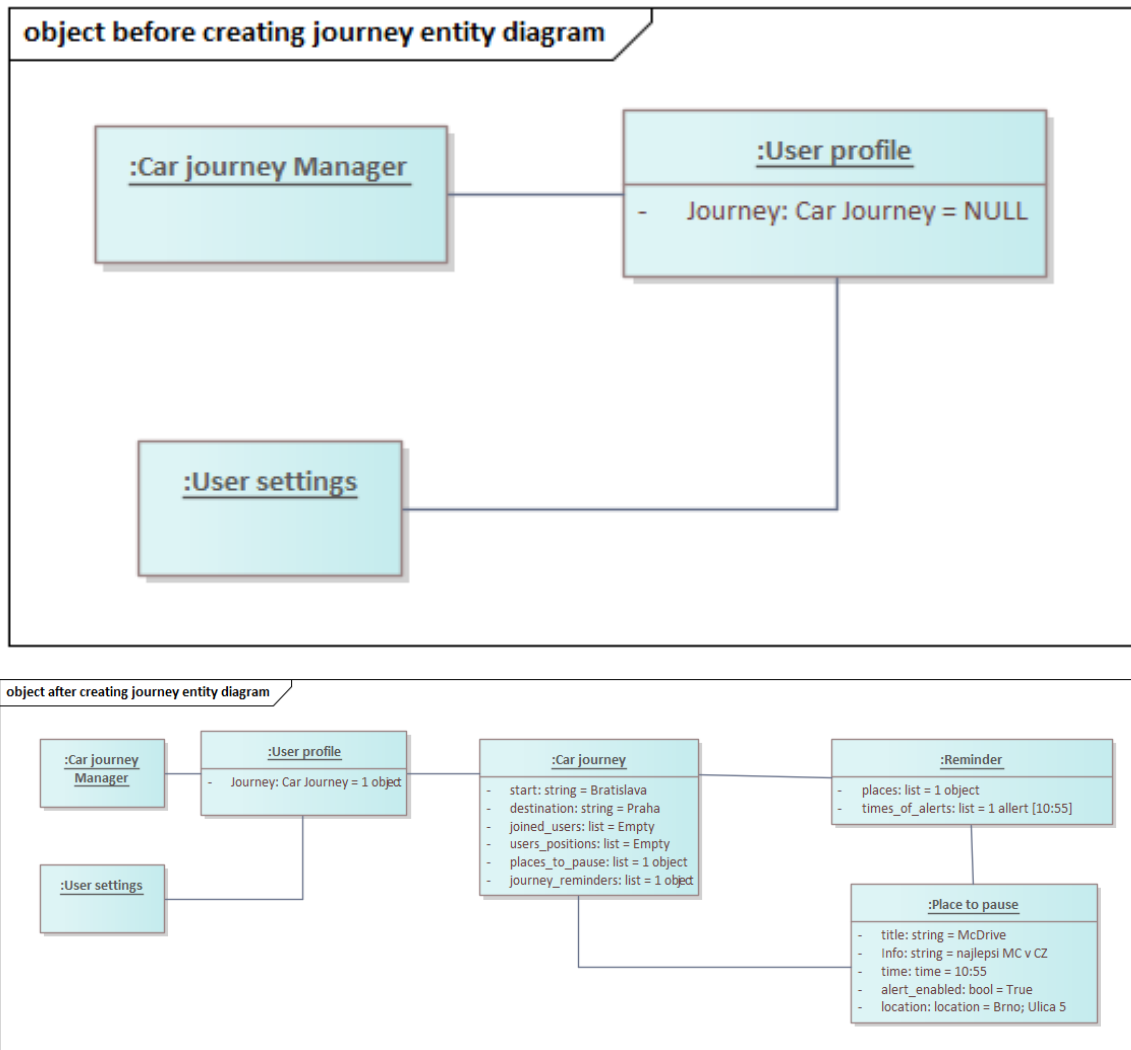 object before creating journey entity diagram
:Car journey Manager
:User profile
- Journey: Car Journey = NULL
:User settings
object after creating journey entity diagram
:Car journey
Manager
:User profile
- Journey: Car Journey = 1 object
:User settings
:Car journey
- start: string = Bratislava
- destination: string = Praha
- joined_users: list = Empty
- users_positions: list = Empty
- places_to_pause: list = 1 object
- journey_reminders: list = 1 object
:Reminder
- places: list = 1 object
- times_of_alerts: list = 1 allert [10:55]
:Place to pause
- title: string = McDrive
- Info: string = najlepsi MC v CZ
- time: time = 10:55
- alert_enabled: bool = True
- location: location = Brno; Ulica 5